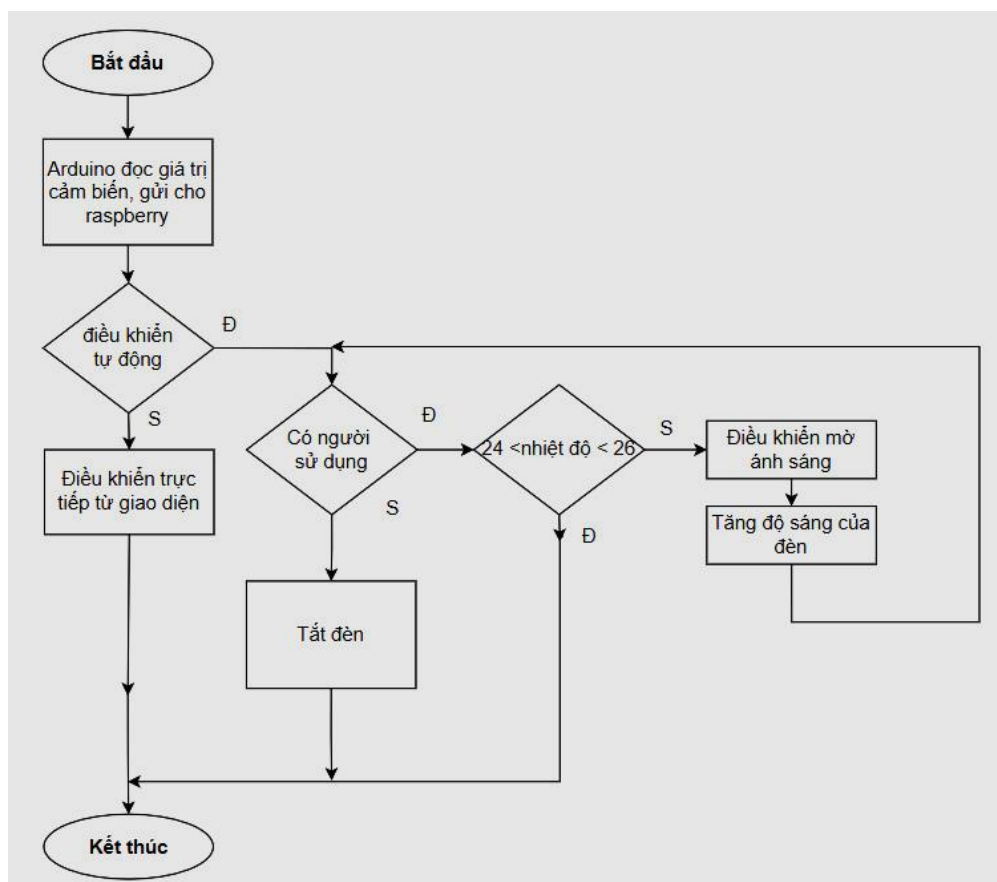 Bắt đầu
Arduino đọc giá trị
cảm biến, gửi cho
raspberry
điều khiển
tự động
Đ
S
Điều khiển trực
tiếp từ giao diện
Có người
sử dụng
Đ
S
Tắt đèn
24 <nhiệt độ < 26
S
Đ
Điều khiển mờ
ánh sáng
Tăng độ sáng của
đèn
Kết thúc